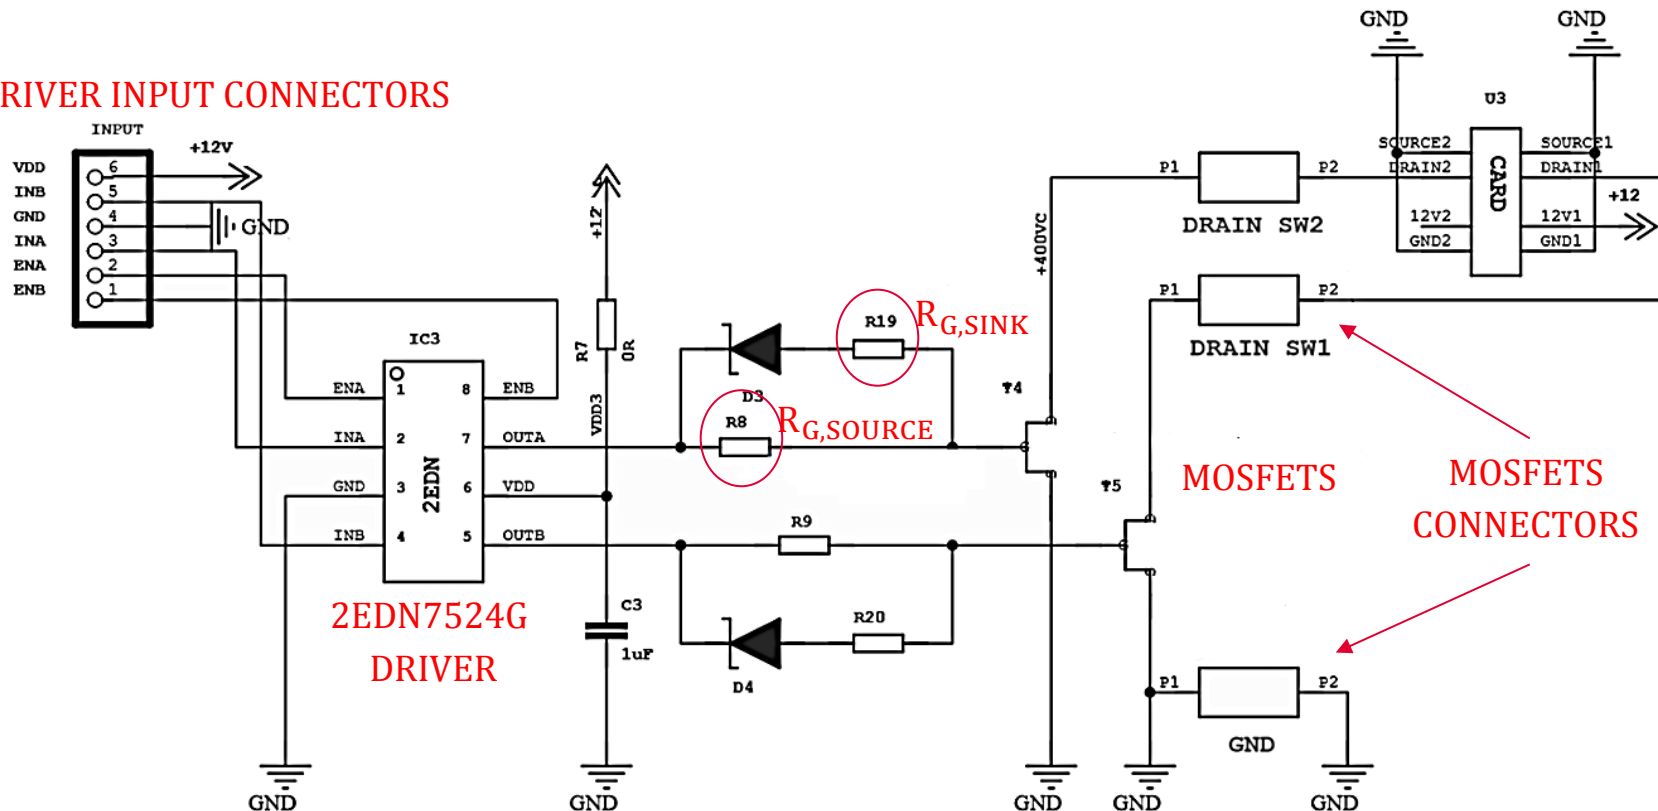 GND
GND
RIVER INPUT CONNECTORS
U3
INPUT
+12V
VDD
6
INB
5
GND
4
GND
INA
3
ENA
2
ENB
1
SOURCE2
SOURCE1
P1
P2
DRAIN2
DRAIN1
CARD
+12
DRAIN SW2
12V2
12V1
GND2
GND1
+12
+400VC
P1
P2
DRAIN SW1
R19
RG,SINK
R7
0R
IC3
D3
R8
RG,SOURCE
VDD3
T4
ENA
1
8
ENB
INA
2
7
OUTA
GND
3
6
VDD
INB
4
5
OUTB
2EDN
T5
MOSFETS
MOSFETS
CONNECTORS
R9
2EDN7524G
DRIVER
C3
1uF
R20
D4
P1
P2
GND
GND
GND
GND
GND
GND